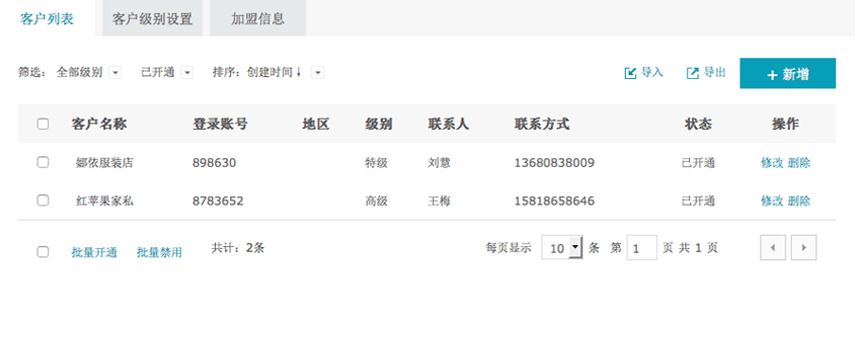 客户列表 客户级别设置 加盟信息
筛选： 全部级别 已开通 排序：创建时间↓ 导入 导出 + 新增
客户名称 登录账号 地区 级别 联系人 联系方式 状态 操作
娜依服装店 898630 特级 刘慧 13680838009 已开通 修改 删除
红苹果家私 8783652 高级 王梅 15818658646 已开通 修改 删除
批量开通 批量禁用 共计：2条 每页显示 10 条 第 1 页 共 1 页